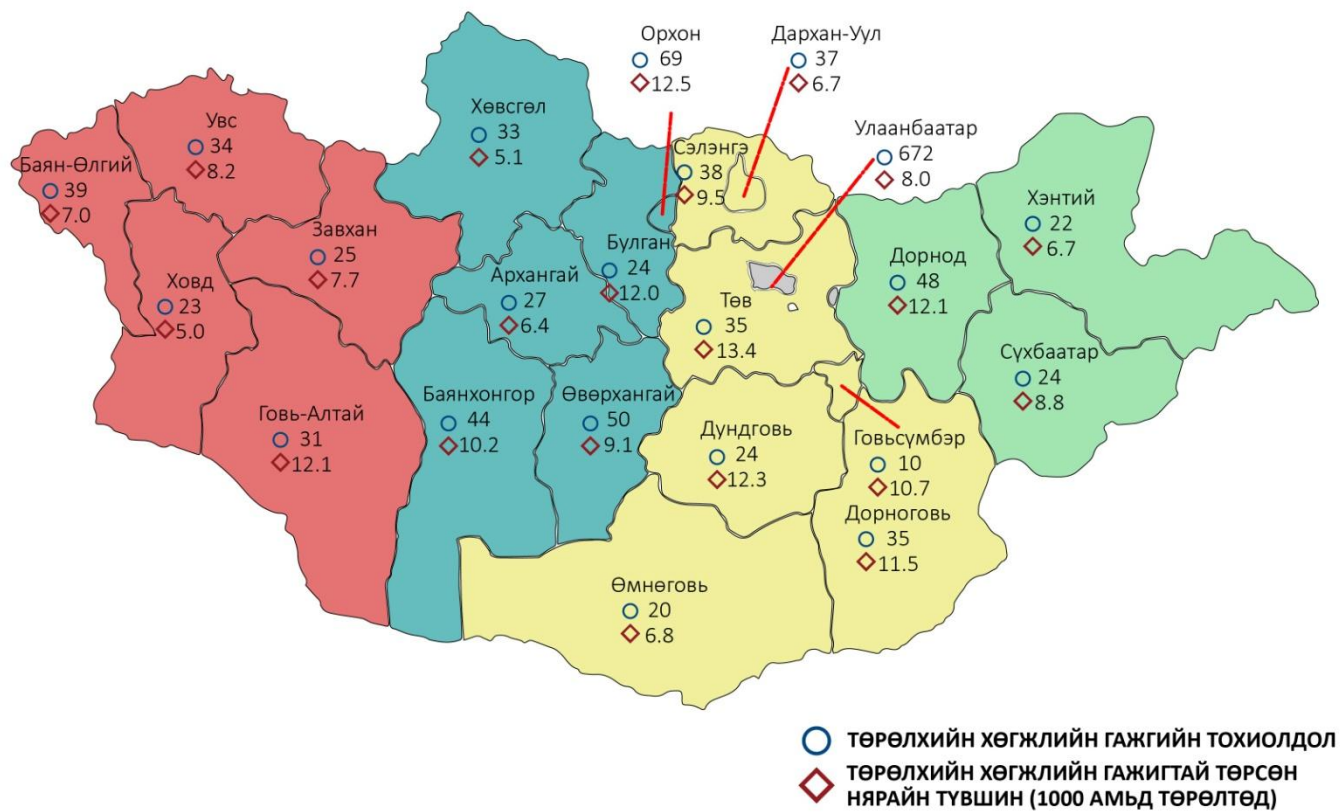 Орхон
69
12.5
Дархан-Уул
37
6.7
Улаанбаатар
672
8.0
Баян-Өлгий
39
7.0
Увс
34
8.2
Ховд
23
5.0
Завхан
25
7.7
Говь-Алтай
31
12.1
Хөвсгөл
33
5.1
Архангай
27
6.4
Булган
24
12.0
Баянхонгор
44
10.2
Өвөрхангай
50
9.1
Сэлэнгэ
38
9.5
Төв
35
13.4
Дундговь
24
12.3
Говьсүмбэр
10
10.7
Дорноговь
35
11.5
Өмнөговь
20
6.8
Дорнод
48
12.1
Хэнтий
22
6.7
Сүхбаатар
24
8.8
ТӨРӨЛХИЙН ХӨГЖЛИЙН ГАЖГИЙН ТОХИОЛДОЛ
ТӨРӨЛХИЙН ХӨГЖЛИЙН ГАЖИГТАЙ ТӨРСӨН
НЯРАЙН ТҮВШИН (1000 АМЬД ТӨРӨЛТӨД)